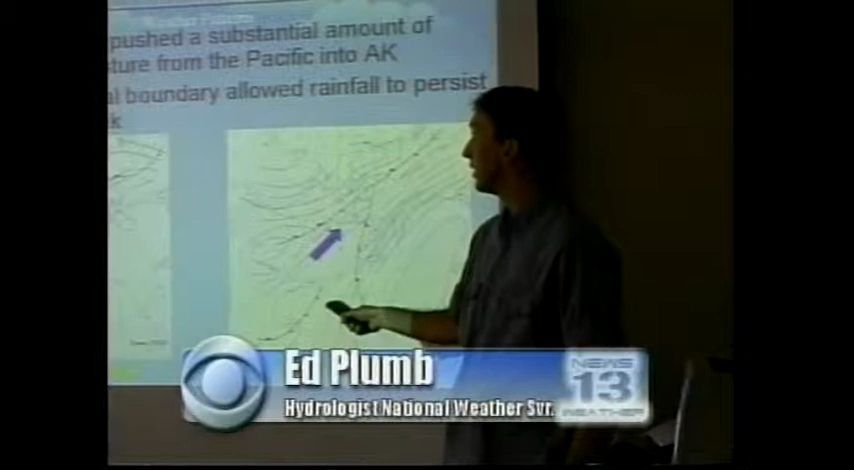 pushed a substantial amount of
ture from the Pacific into AK
al boundary allowed rainfall to persist
k
Ed Plumb
Hydrologist National Weather Svr.
NEWS
13
WEATHER